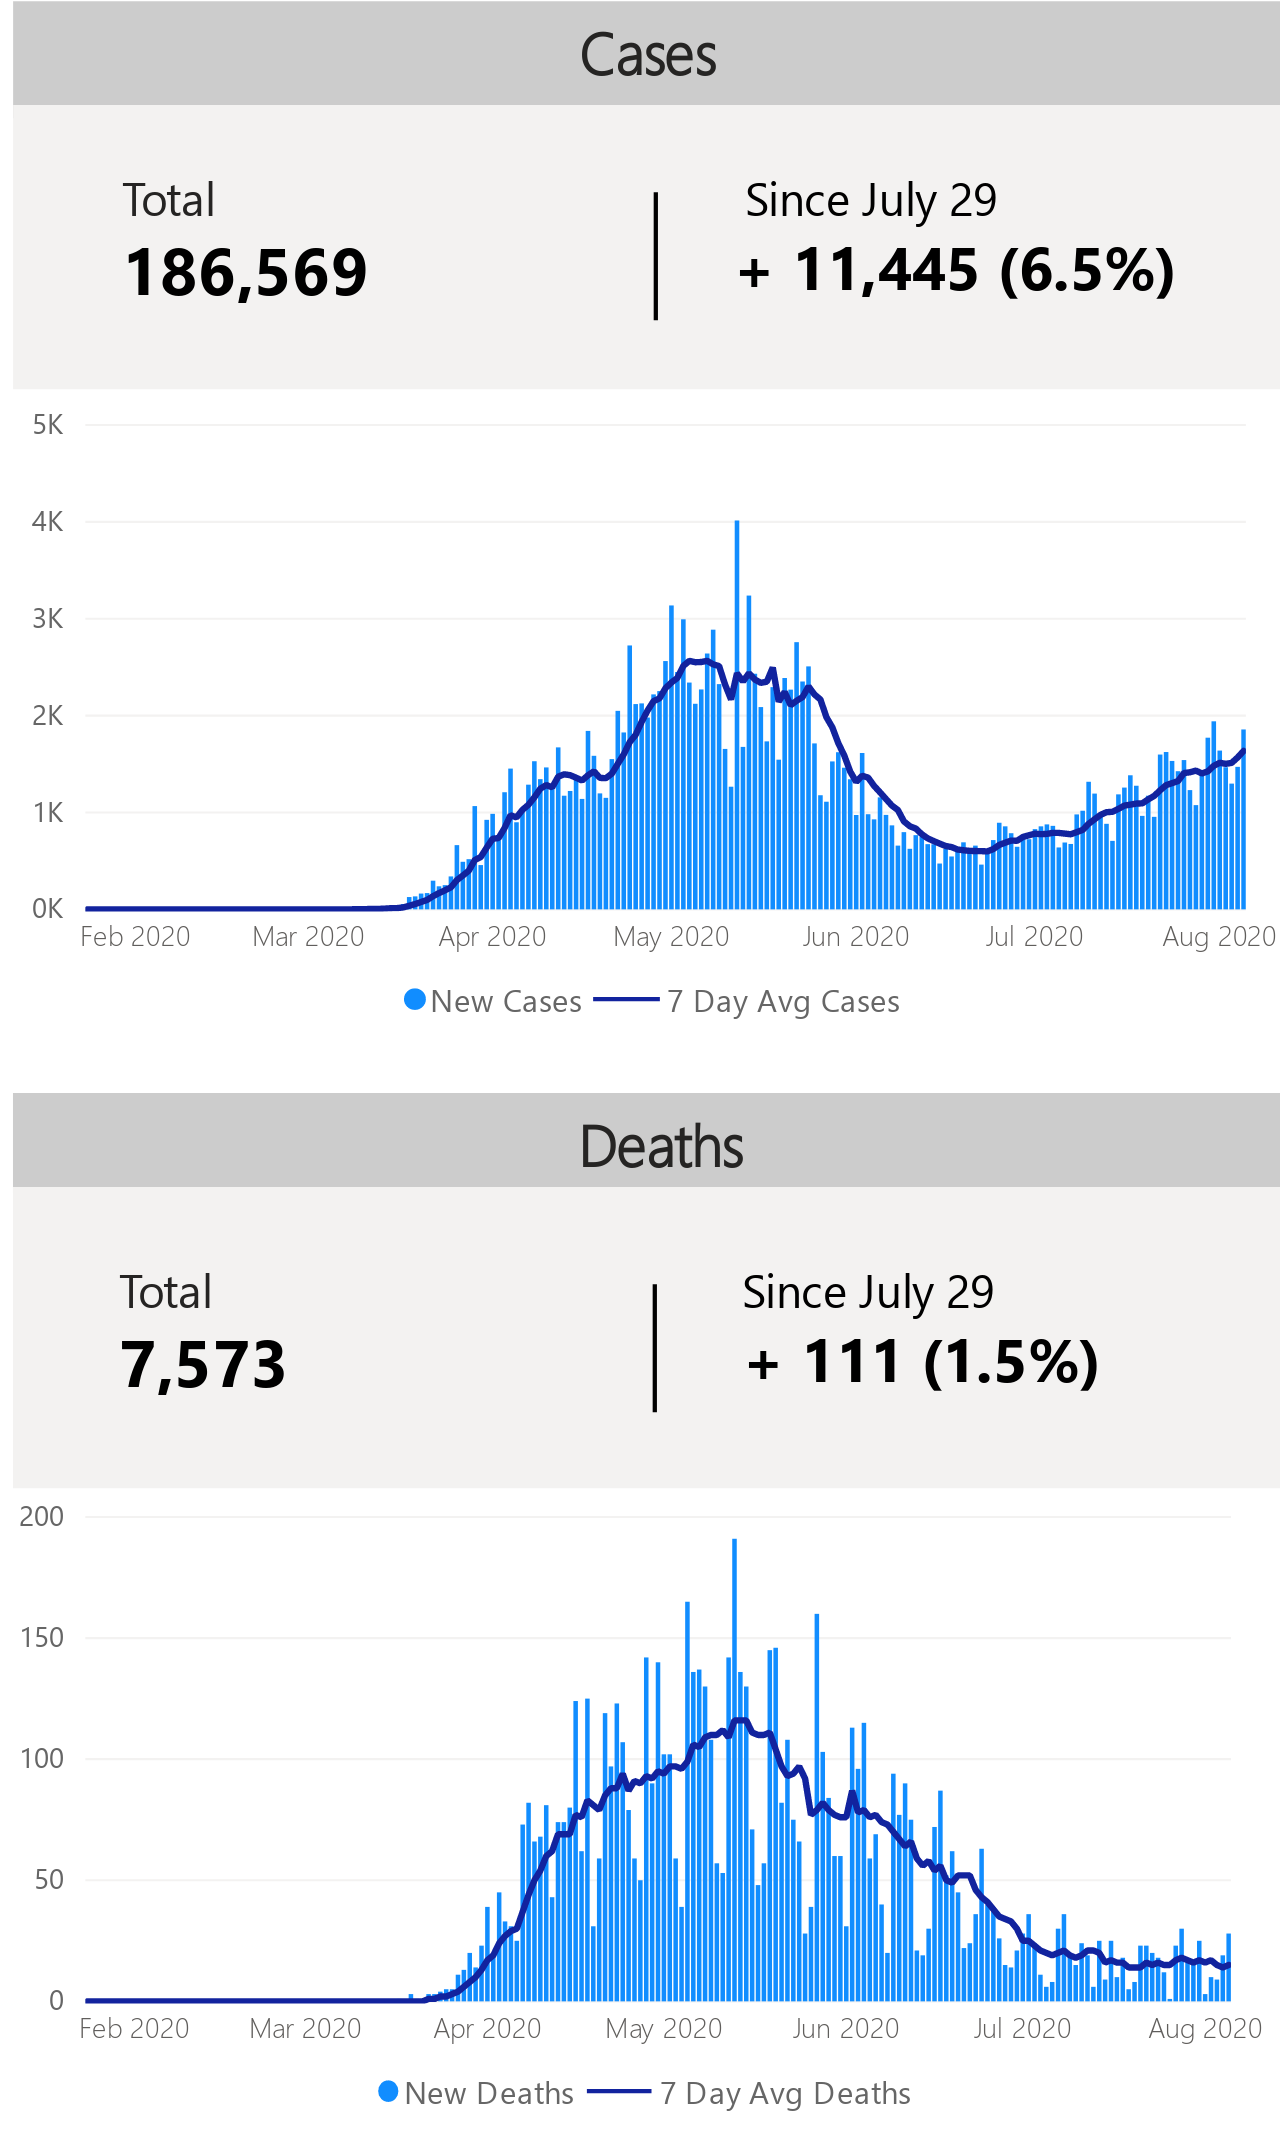 Cases
Total
Since July 29
186,569
+ 11,445 (6.5%)
5K
4K
3K
2K
1K
0K
Feb 2020 Mar 2020 Apr 2020 May 2020 Jun 2020 Jul 2020 Aug 2020
New Cases 7 Day Avg Cases
Deaths
Total
Since July 29
7,573
+ 111 (1.5%)
200
150
100
50
0
Feb 2020 Mar 2020 Apr 2020 May 2020 Jun 2020 Jul 2020 Aug 2020
New Deaths 7 Day Avg Deaths